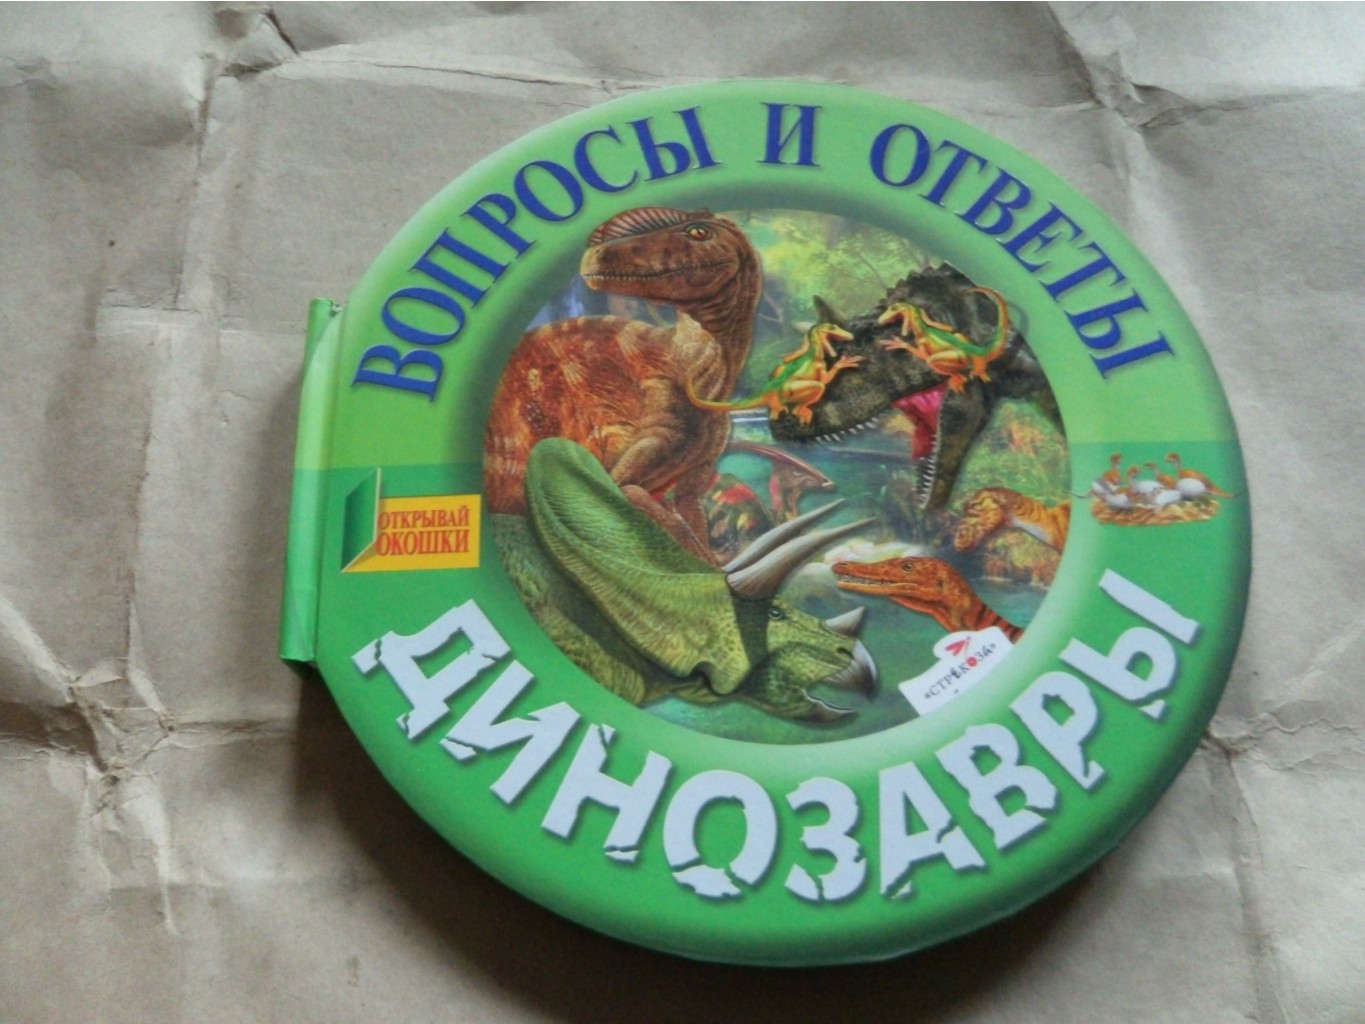 ВОПРОСЫ И ОТВЕТЫ
ОТКРЫВАЙ
ОКОШКИ
«СТРЕКОЗА»
ДИНОЗАВРЫ